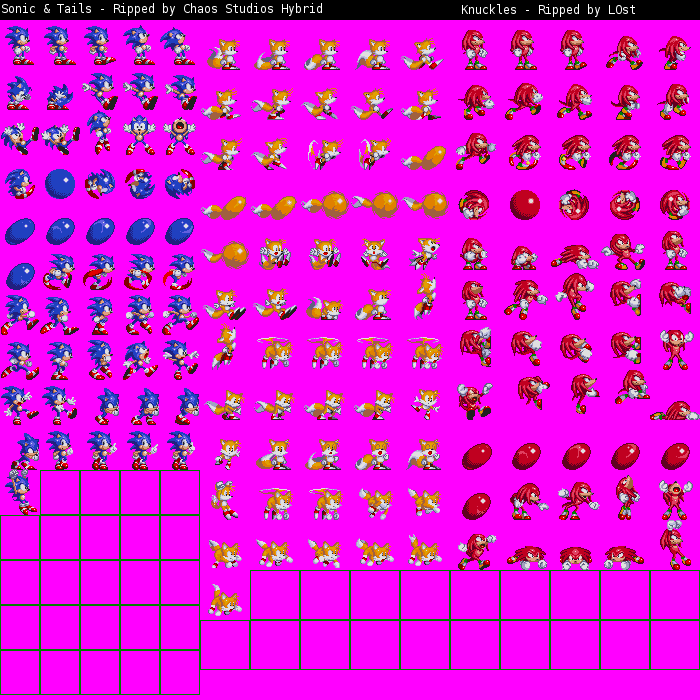 Sonic & Tails - Ripped by Chaos Studios Hybrid
Knuckles - Ripped by LOst